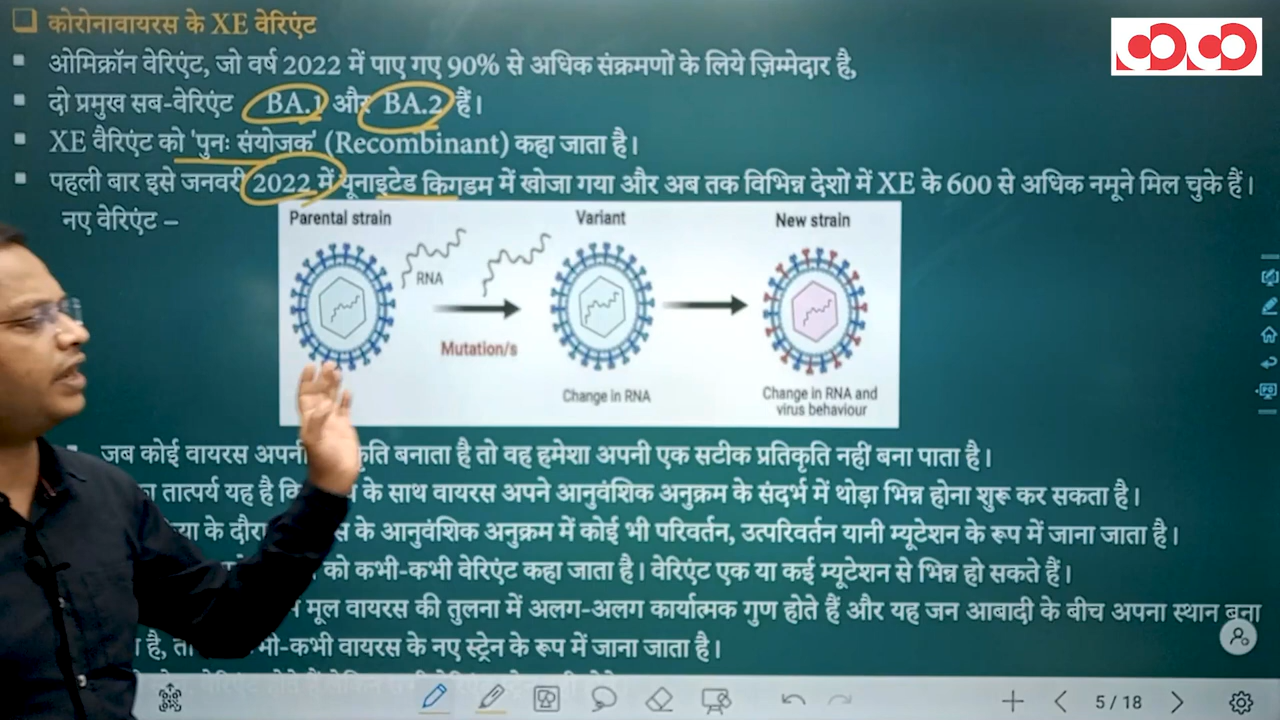 कोरोनावायरस के XE वेरिएंट
ओमिक्रॉन वेरिएंट, जो वर्ष 2022 में पाए गए 90% से अधिक संक्रमणों के लिये ज़िम्मेदार है,
दो प्रमुख सब-वेरिएंट BA.1 और BA.2 हैं।
XE वैरिएंट को 'पुनः संयोजक' (Recombinant) कहा जाता है।
पहली बार इसे जनवरी 2022 में यूनाइटेड किगडम में खोजा गया और अब तक विभिन्न देशों में XE के 600 से अधिक नमूने मिल चुके हैं।
नए वेरिएंट –
Parental strain Variant New strain
RNA
Mutation/s
Change in RNA
Change in RNA and
virus behaviour
जब कोई वायरस अपनी बनाता है तो वह हमेशा अपनी एक सटीक प्रतिकृति नहीं बना पाता है।
तात्पर्य यह है के साथ वायरस अपने आनुवंशिक अनुक्रम के संदर्भ में थोड़ा भिन्न होना शुरू कर सकता है।
के के आनुवंशिक अनुक्रम में कोई भी परिवर्तन, उत्परिवर्तन यानी म्यूटेशन के रूप में जाना जाता है।
को कभी-कभी वेरिएंट कहा जाता है। वेरिएंट एक या कई म्यूटेशन से भिन्न हो सकते हैं।
मूल वायरस की तुलना में अलग-अलग कार्यात्मक गुण होते हैं और यह जन आबादी के बीच अपना स्थान बना
है, वायरस के नए स्ट्रेन के रूप में जाना जाता है।
5 / 18